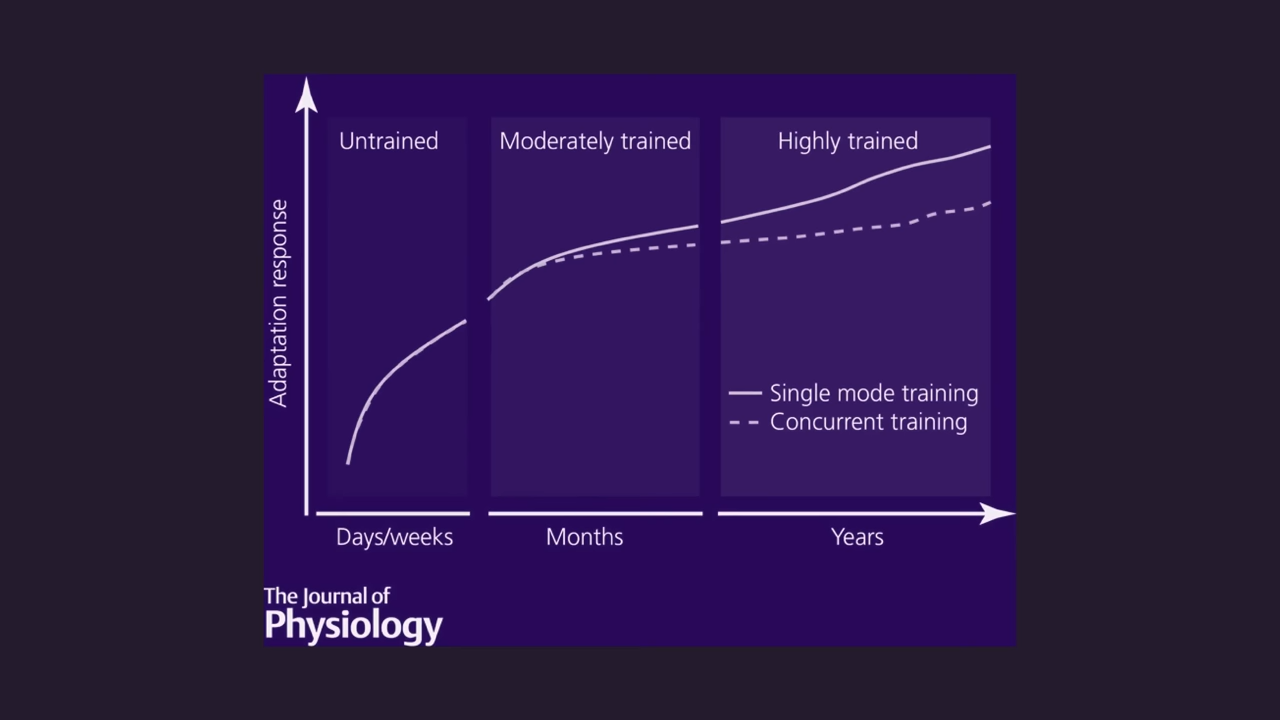 Untrained
Moderately trained
Highly trained
Adaptation response
Single mode training
Concurrent training
Days/weeks
Months
Years
The Journal of
Physiology